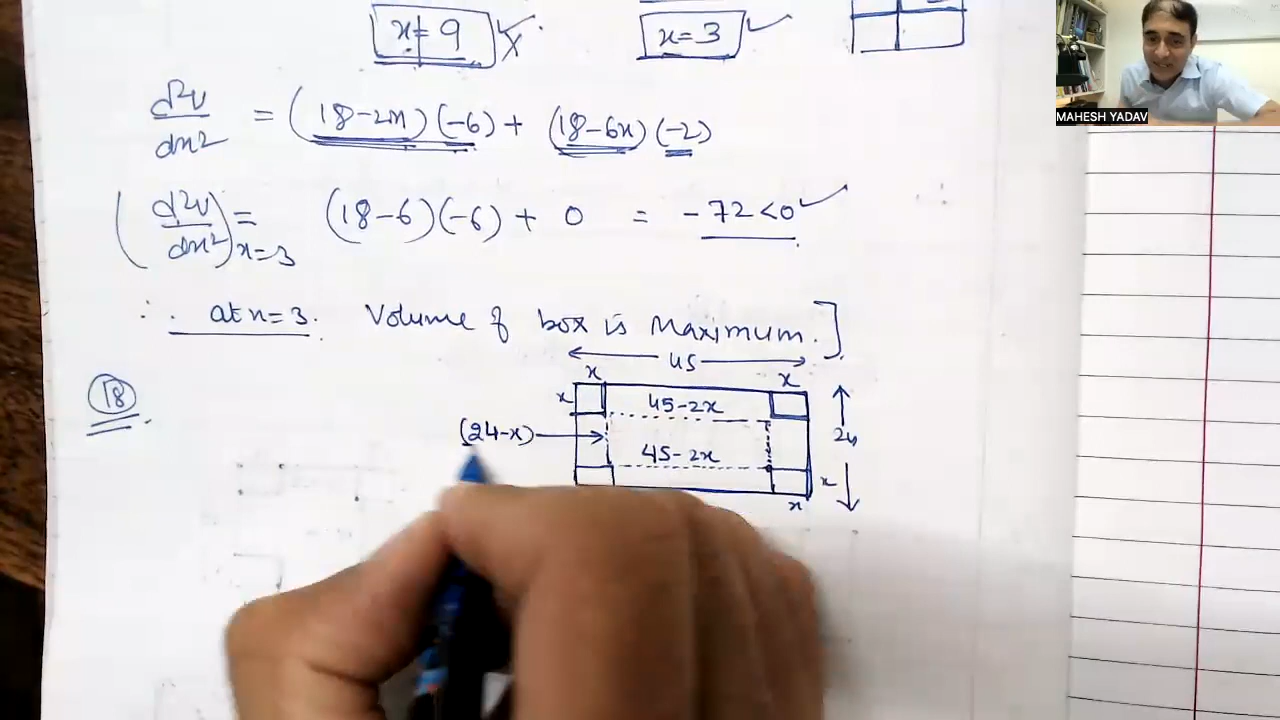 x=9 x=3
MAHESH YADAV
d²v/dx² = (18-2x)(-6) + (18-6x)(-2)
(d²v/dx²)x=3 = (18-6)(-6) + 0 = -72<0
∴ at x=3. Volume of box is Maximum.]
45
18.
x x
x 45-2x
(24-x) 24
45-2x
x
x